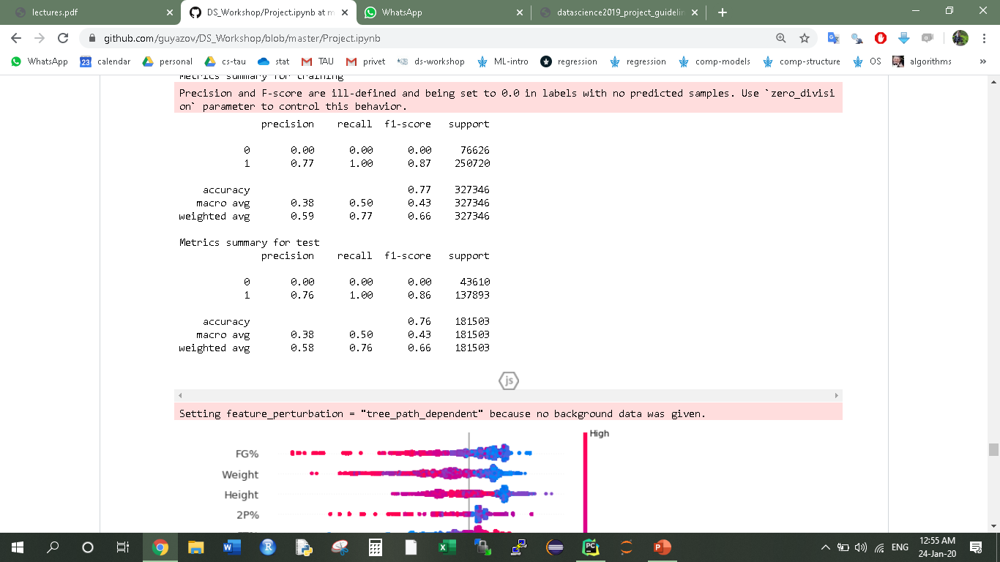 lectures.pdf
DS_Workshop/Project.ipynb at m
WhatsApp
datascience2019_project_guidelin
github.com/guyazov/DS_Workshop/blob/master/Project.ipynb
WhatsApp 23 calendar personal cs-tau stat TAU privet ds-workshop ML-intro regression regression comp-models comp-structure OS algorithms »
Metrics summary for training
Precision and F-score are ill-defined and being set to 0.0 in labels with no predicted samples. Use `zero_divisi
on` parameter to control this behavior.
precision recall f1-score support
0 0.00 0.00 0.00 76626
1 0.77 1.00 0.87 250720
accuracy 0.77 327346
macro avg 0.38 0.50 0.43 327346
weighted avg 0.59 0.77 0.66 327346
Metrics summary for test
precision recall f1-score support
0 0.00 0.00 0.00 43610
1 0.76 1.00 0.86 137893
accuracy 0.76 181503
macro avg 0.38 0.50 0.43 181503
weighted avg 0.58 0.76 0.66 181503
js
Setting feature_perturbation = "tree_path_dependent" because no background data was given.
High
FG%
Weight
Height
2P%
ENG
12:55 AM
24-Jan-20